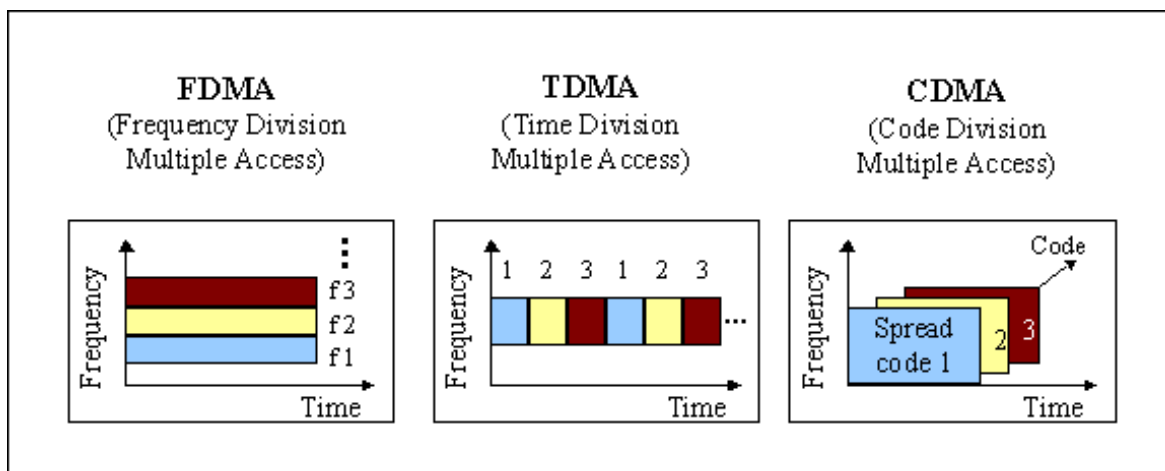 FDMA
(Frequency Division
Multiple Access)
TDMA
(Time Division
Multiple Access)
CDMA
(Code Division
Multiple Access)
Frequency
f3
f2
f1
Time
Frequency
1 2 3 1 2 3
...
Time
Frequency
Code
Spread
code 1
2
3
Time